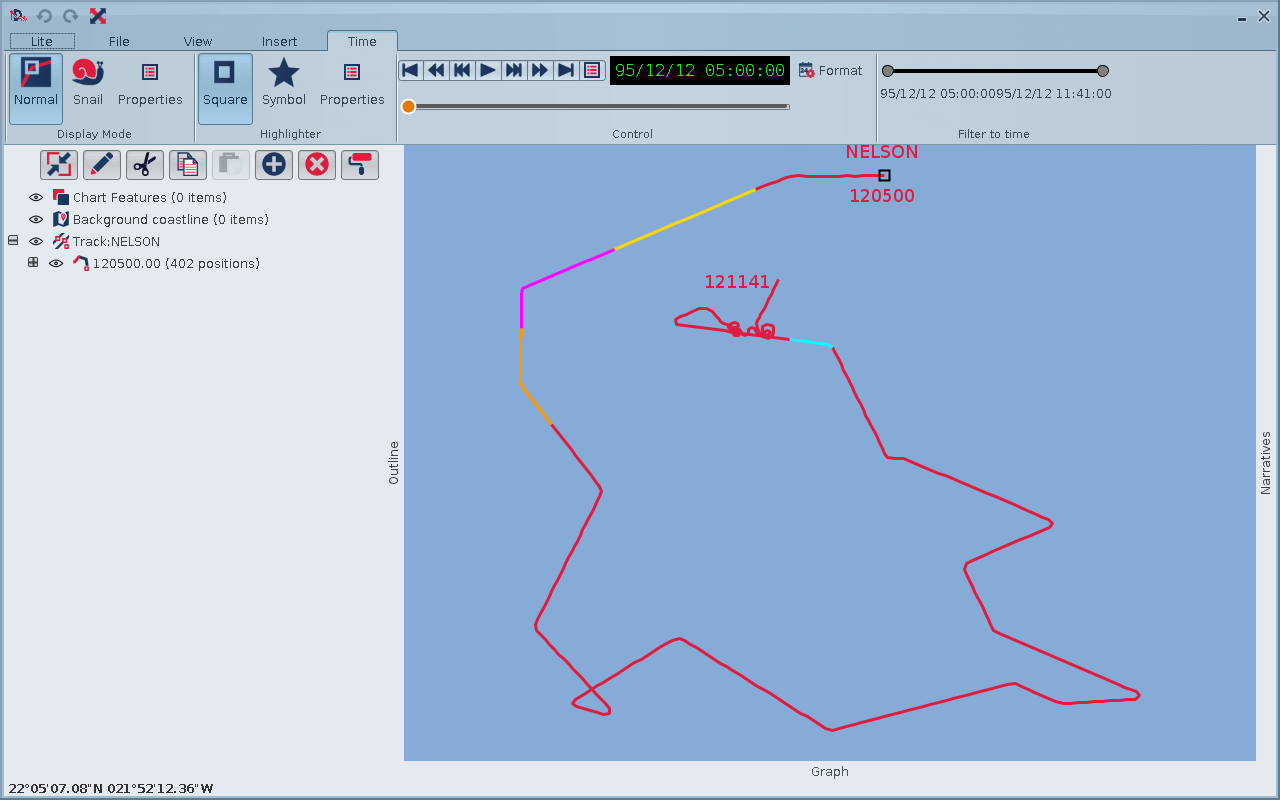 Lite File View Insert Time
Normal Snail Properties Square Symbol Properties
Display Mode Highlighter Control Filter to time
95/12/12 05:00:00 Format
95/12/12 05:00:0095/12/12 11:41:00
Chart Features (0 items)
Background coastline (0 items)
Track:NELSON
120500.00 (402 positions)
Outline
NELSON
120500
121141
Narratives
Graph
22°05'07.08"N 021°52'12.36"W